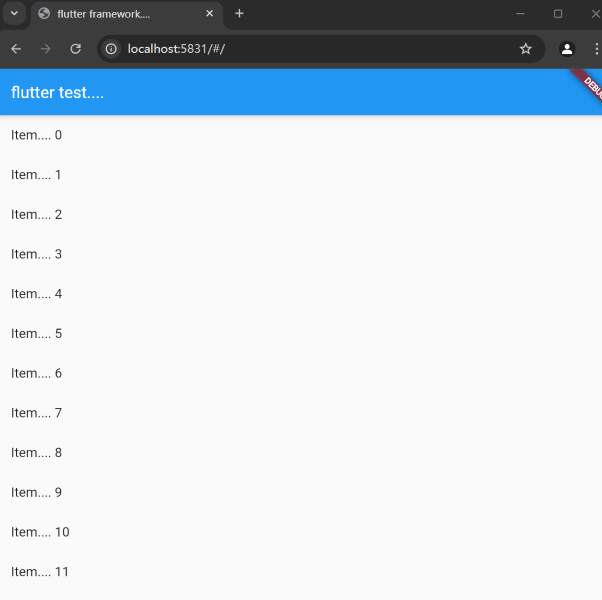 flutter framework....
localhost:5831/#/
flutter test....
Item.... 0
Item.... 1
Item.... 2
Item.... 3
Item.... 4
Item.... 5
Item.... 6
Item.... 7
Item.... 8
Item.... 9
Item.... 10
Item.... 11